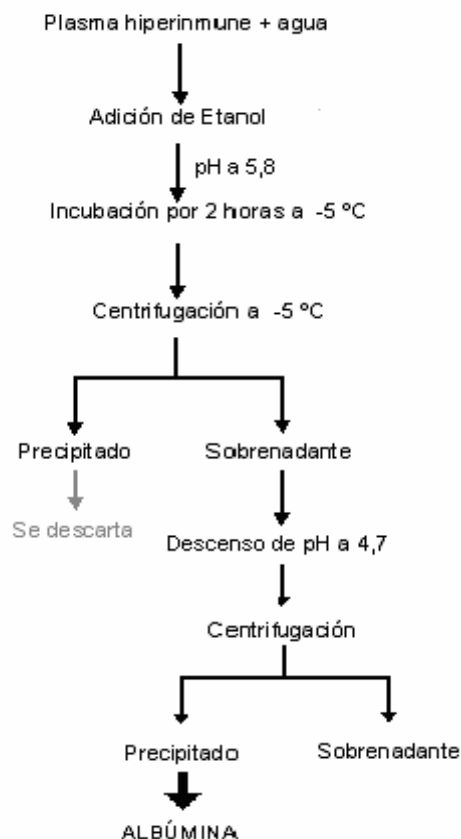 Plasma hiperinmune + agua
Adición de Etanol
pH a 5,8
Incubación por 2 horas a -5 ºC
Centrifugación a -5 ºC
Precipitado Sobrenadante
Se descarta
Descenso de pH a 4,7
Centrifugación
Precipitado Sobrenadante
ALBÚMINA